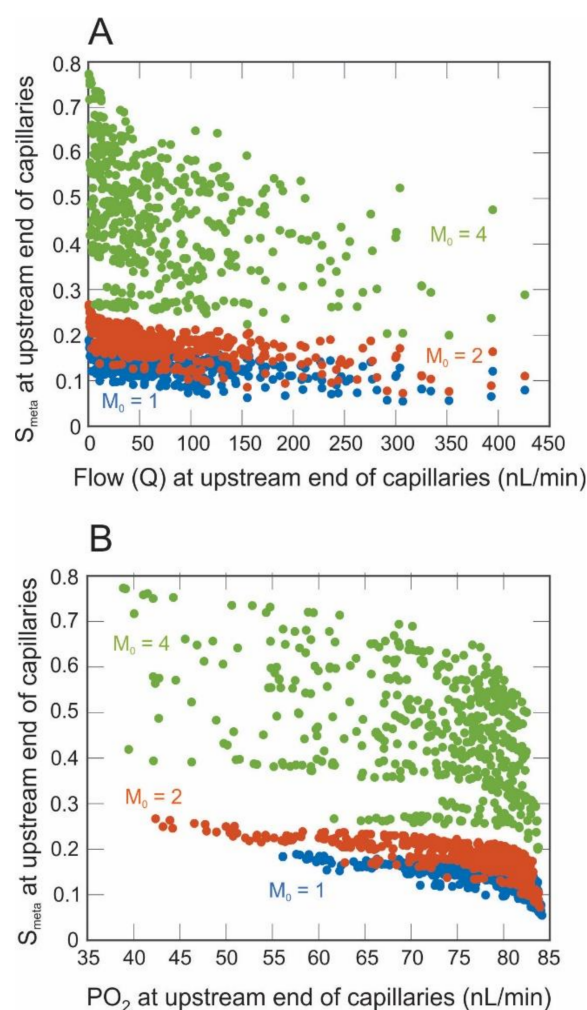 A
0.8
0.7
0.6
0.5
0.4
0.3
0.2
0.1
0
S_meta at upstream end of capillaries
M₀ = 4
M₀ = 2
M₀ = 1
0 50 100 150 200 250 300 350 400 450
Flow (Q) at upstream end of capillaries (nL/min)
B
0.8
0.7
0.6
0.5
0.4
0.3
0.2
0.1
0
S_meta at upstream end of capillaries
M₀ = 4
M₀ = 2
M₀ = 1
35 40 45 50 55 60 65 70 75 80 85
PO₂ at upstream end of capillaries (nL/min)